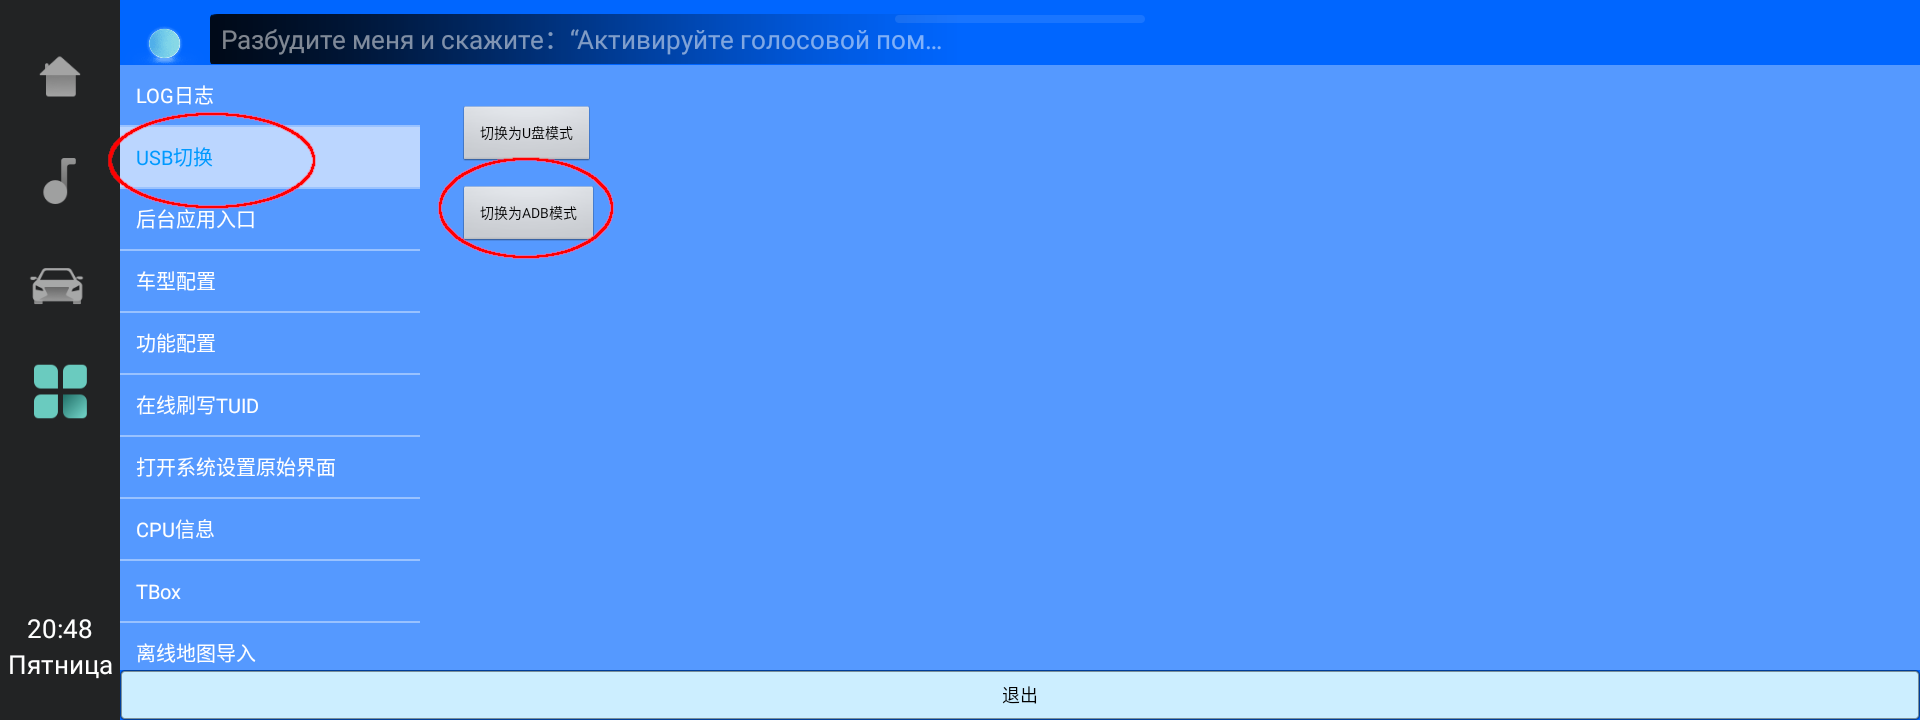 Разбудите меня и скажите: “Активируйте голосовой пом...
LOG日志
USB切换
后台应用入口
车型配置
功能配置
在线刷写TUID
打开系统设置原始界面
CPU信息
TBox
离线地图导入
切换为U盘模式
切换为ADB模式
20:48
Пятница
退出